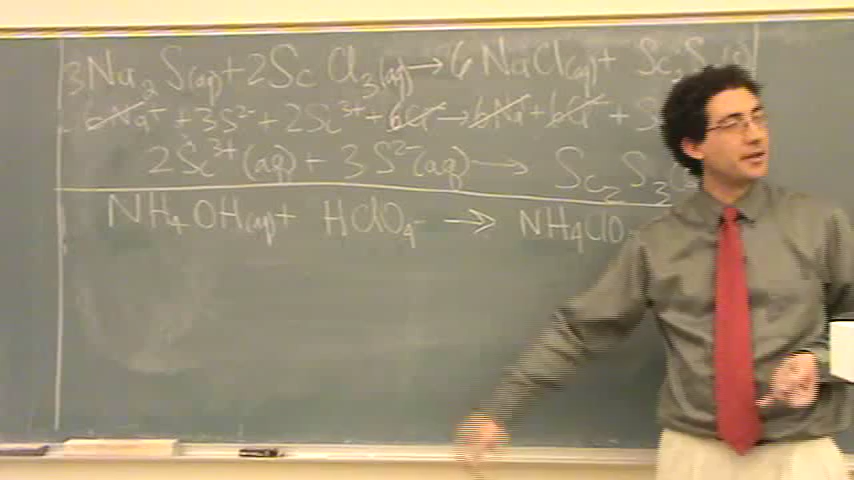 3Na₂S(aq) + 2ScCl₃(aq) → 6NaCl(aq) + Sc₂S₃(s)
6Na⁺ + 3S²⁻ + 2Sc³⁺ + 6Cl⁻ → 6Na⁺ + 6Cl⁻ +
2Sc³⁺(aq) + 3S²⁻(aq) → Sc₂S₃(s
NH₄OH(aq) + HClO₄⁻ → NH₄ClO